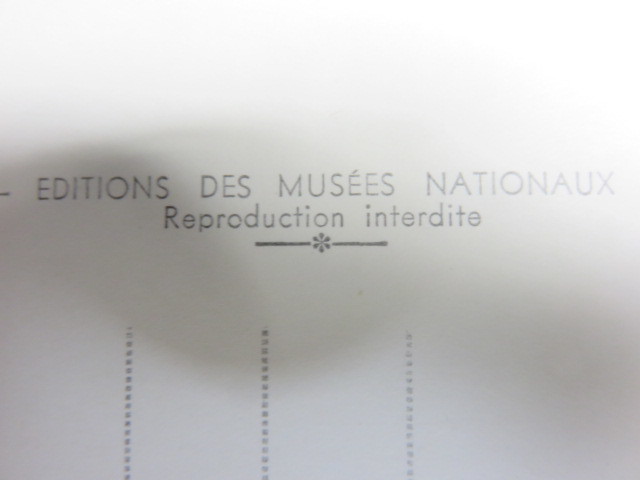 - EDITIONS DES MUSÉES NATIONAUX
Reproduction interdite